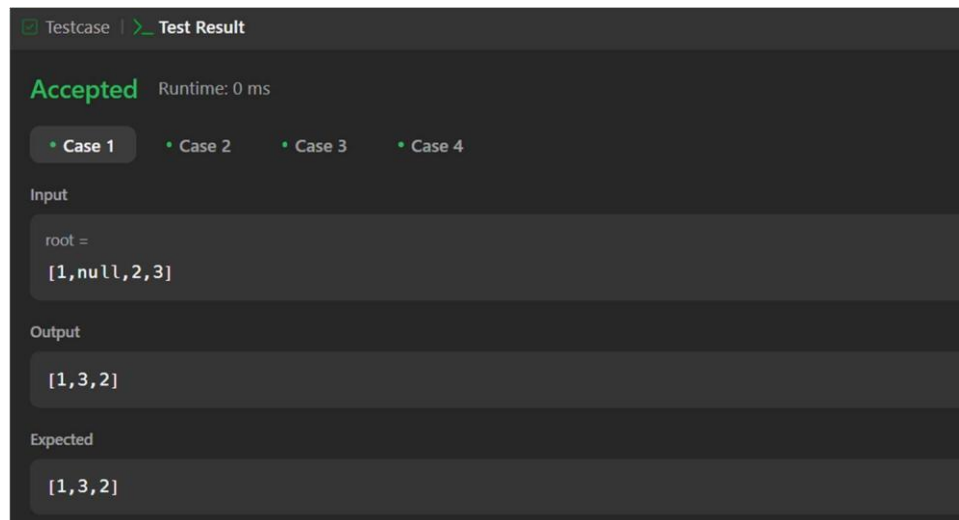 Testcase | >_ Test Result
Accepted Runtime: 0 ms
• Case 1 • Case 2 • Case 3 • Case 4
Input
root =
[1,null,2,3]
Output
[1,3,2]
Expected
[1,3,2]